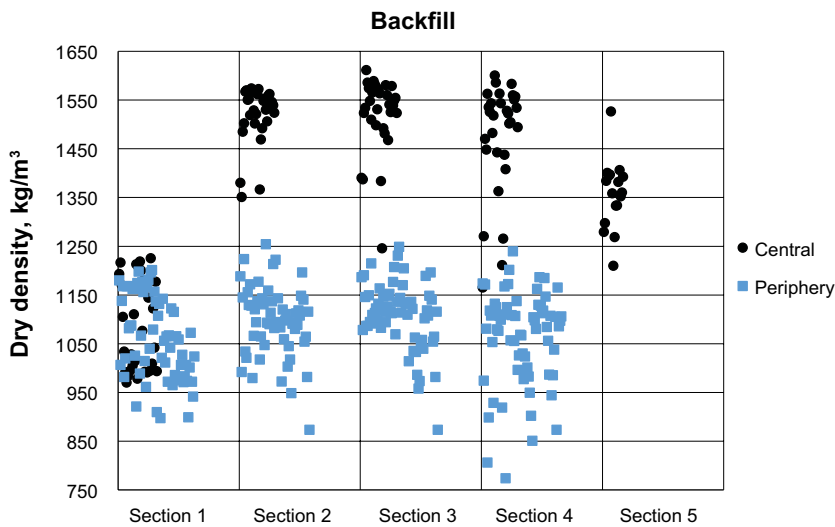 Backfill
Dry density, kg/m³
1650
1550
1450
1350
1250
1150
1050
950
850
750
Section 1
Section 2
Section 3
Section 4
Section 5
Central
Periphery